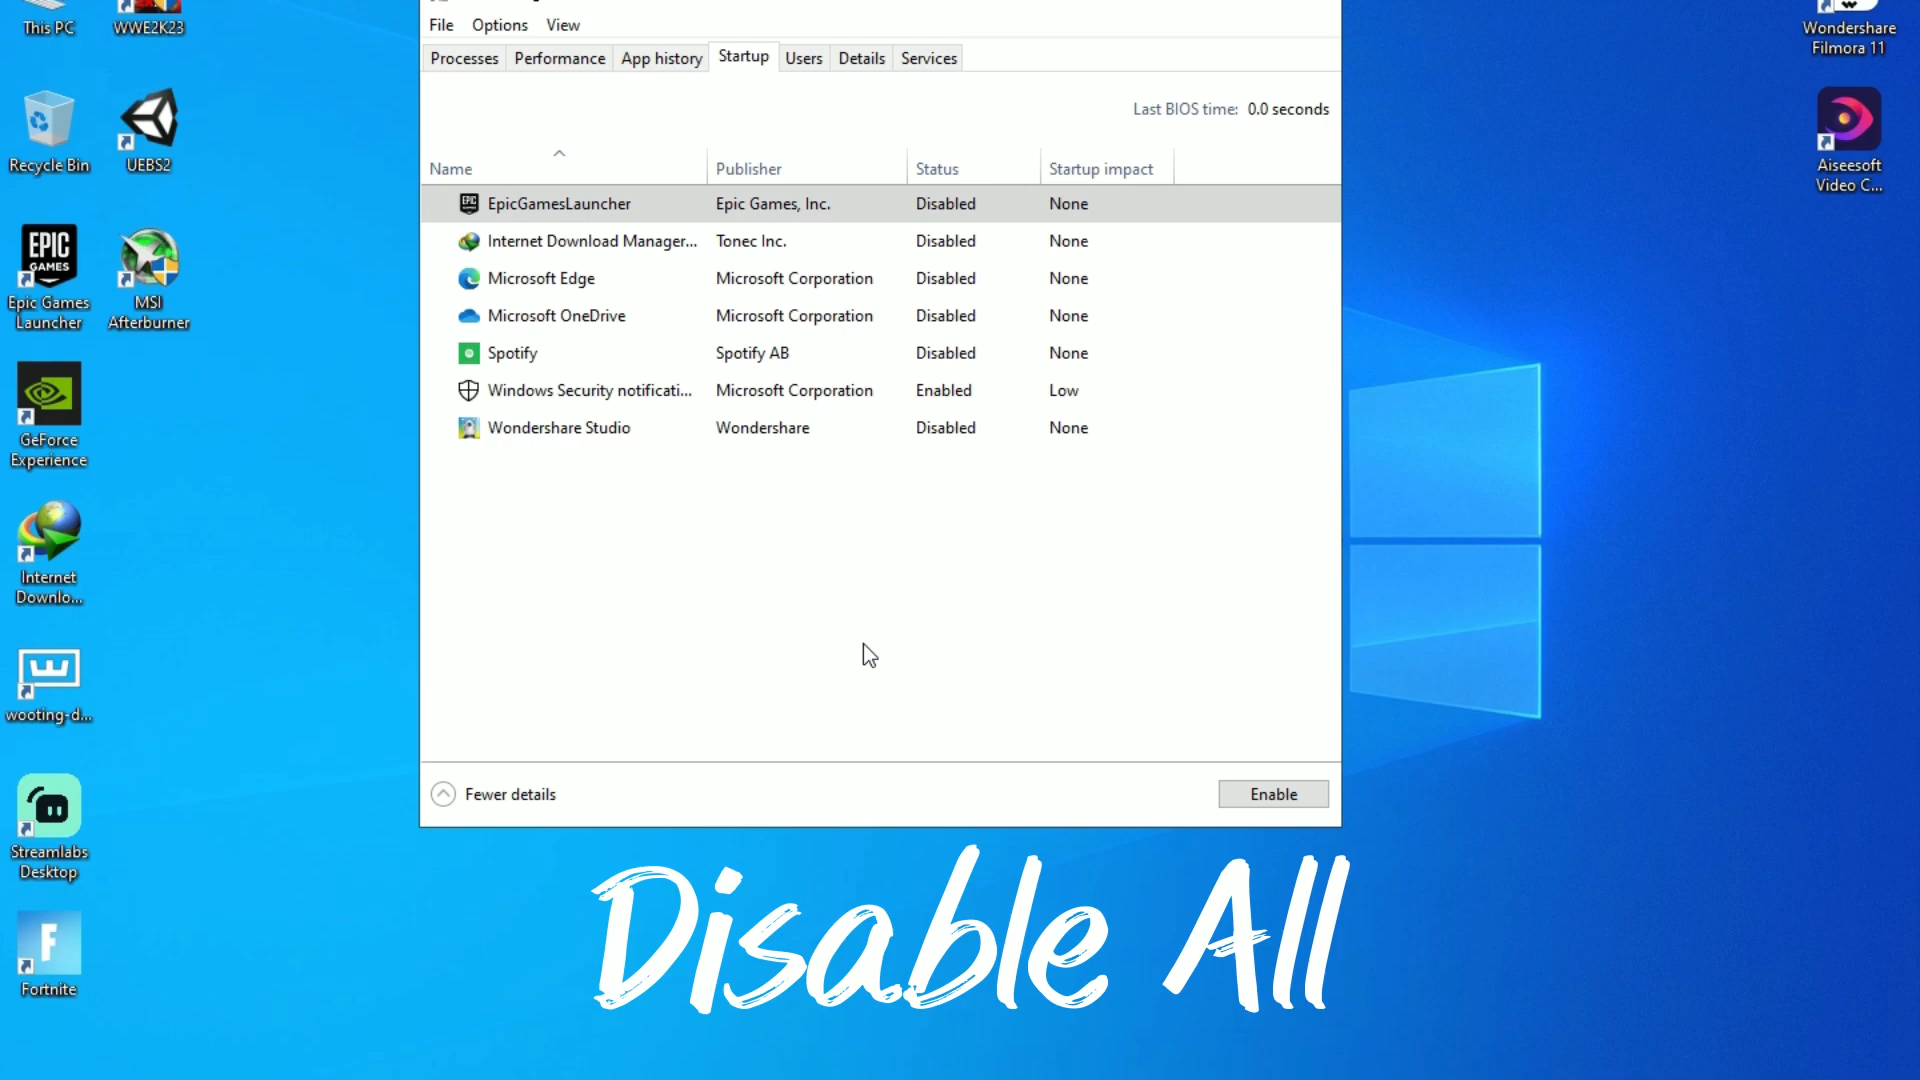 This PC
WWE2K23
Recycle Bin
UEBS2
EPIC
GAMES
Epic Games
Launcher
MSI
Afterburner
GeForce
Experience
Internet
Downlo...
wooting-d...
Streamlabs
Desktop
F
Fortnite
File Options View
Processes Performance App history Startup Users Details Services
Last BIOS time: 0.0 seconds
Name Publisher Status Startup impact
EPIC GAMES EpicGamesLauncher Epic Games, Inc. Disabled None
Internet Download Manager... Tonec Inc. Disabled None
Microsoft Edge Microsoft Corporation Disabled None
Microsoft OneDrive Microsoft Corporation Disabled None
Spotify Spotify AB Disabled None
Windows Security notificati... Microsoft Corporation Enabled Low
Wondershare Studio Wondershare Disabled None
Fewer details Enable
Disable All
Wondershare
Filmora 11
Aiseesoft
Video C...